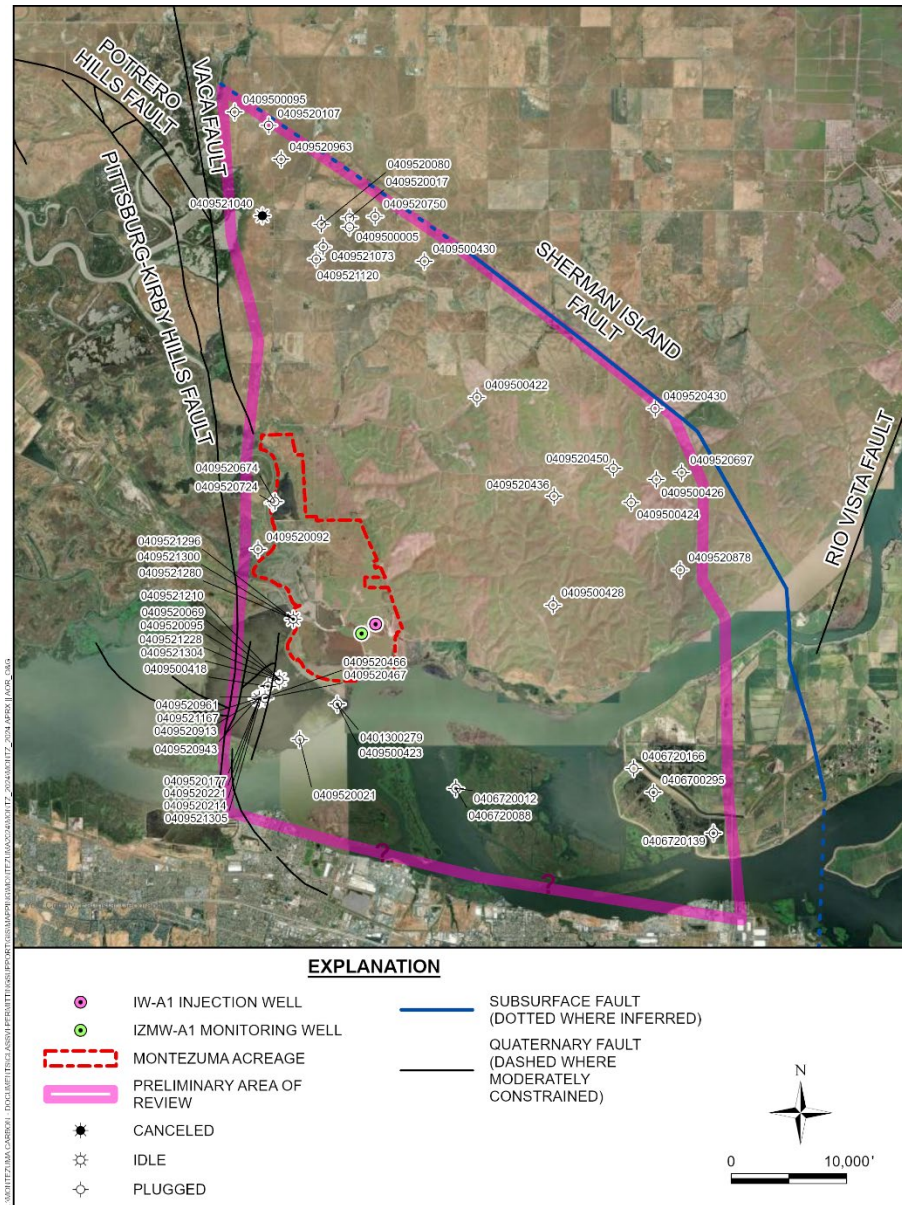 POTRERO
HILLS FAULT
VACA FAULT
PITTSBURG-KIRBY HILLS FAULT
0409500095
0409520107
0409520963
0409520080
0409520017
0409521040
0409520750
0409500005
0409521073
0409521120
0409500430
SHERMAN ISLAND
FAULT
0409500422
0409520430
RIO VISTA FAULT
0409520674
0409520724
0409520450
0409520697
0409520436
0409500426
0409500424
0409521296
0409520092
0409521300
0409521280
0409520878
0409521210
0409520069
0409520095
0409521228
0409521304
0409500418
0409500428
0409520466
0409520467
0409520961
0409521167
0409520913
0409520943
0401300279
0409500423
0409520177
0409520221
0409520214
0409521305
0409520021
0406720012
0406720088
0406720166
0406700295
0406720139
?
?
EXPLANATION
IW-A1 INJECTION WELL
IZMW-A1 MONITORING WELL
MONTEZUMA ACREAGE
PRELIMINARY AREA OF
REVIEW
CANCELED
IDLE
PLUGGED
SUBSURFACE FAULT
(DOTTED WHERE INFERRED)
QUATERNARY FAULT
(DASHED WHERE
MODERATELY
CONSTRAINED)
N
0 10,000'